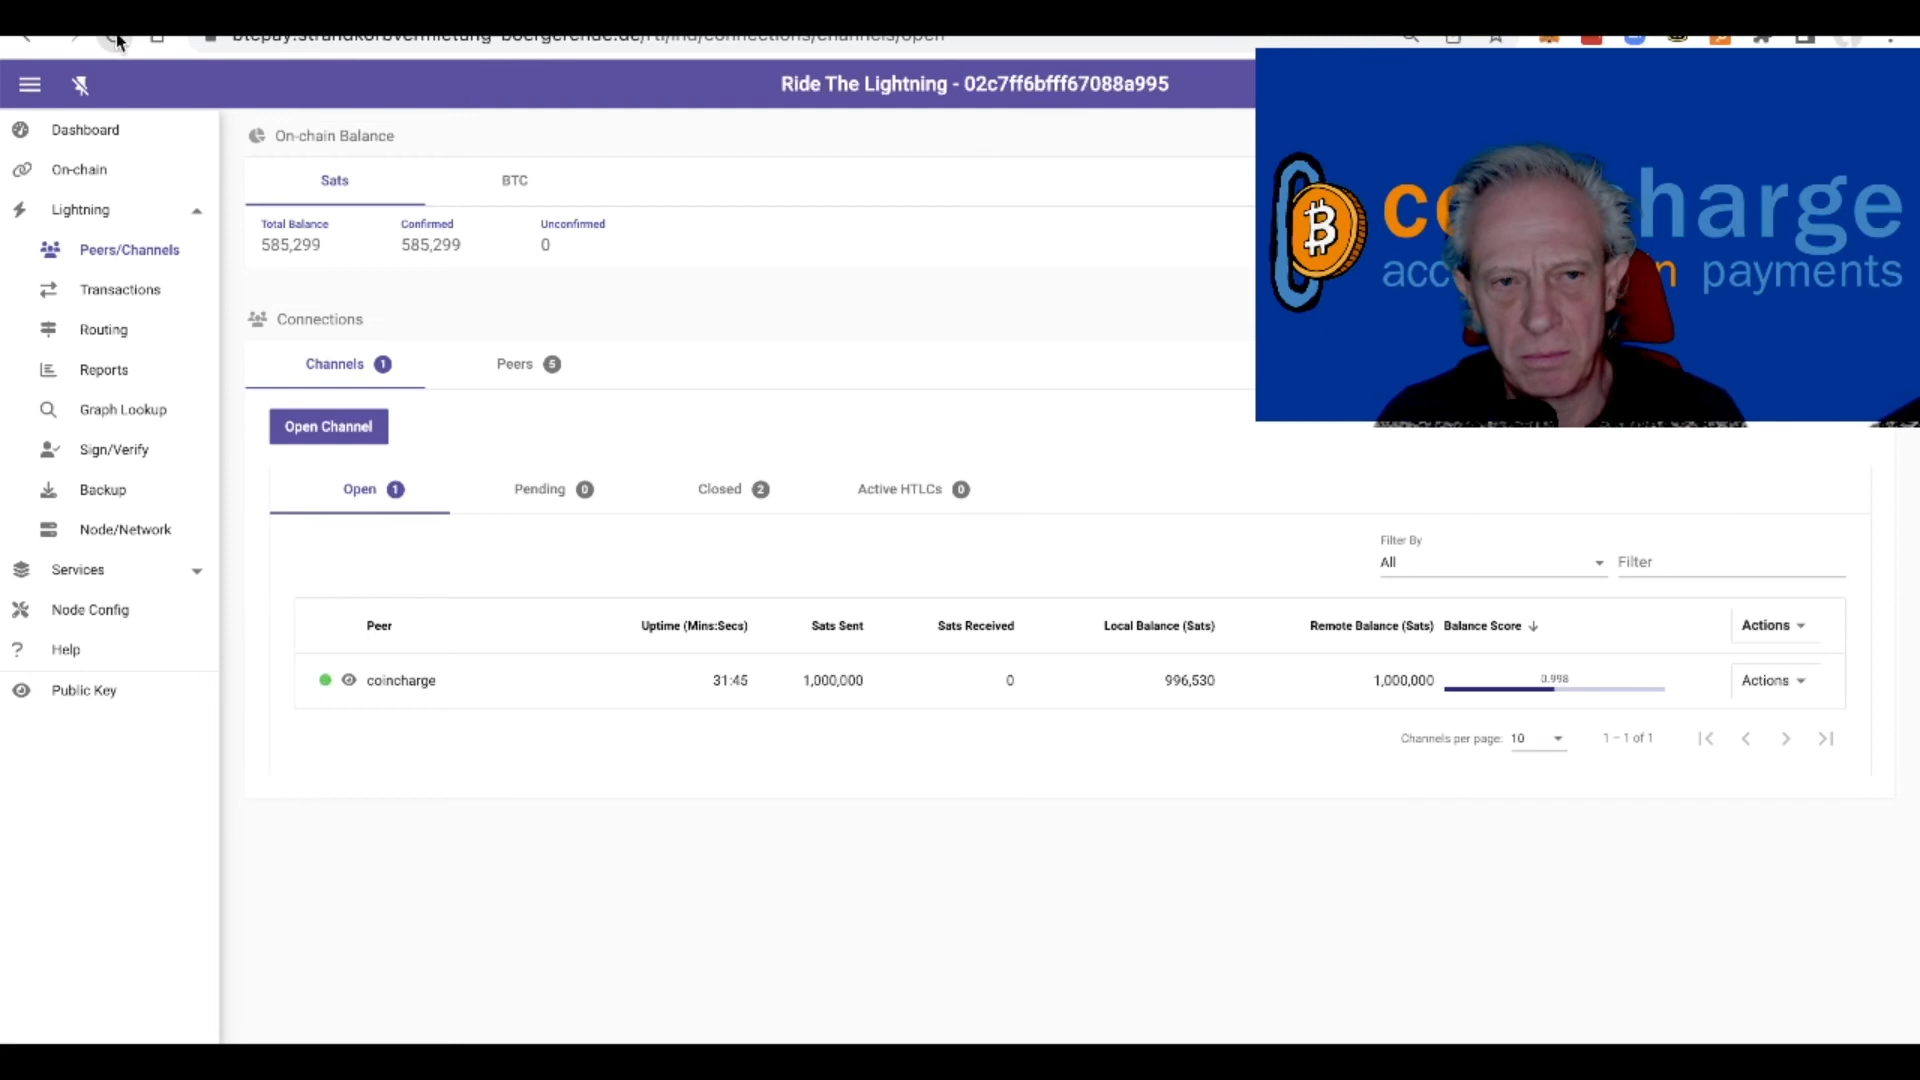 btcpay.strandkorbvermietung-boergerende.de/rtl/lnd/connections/channels/open
Ride The Lightning - 02c7ff6bfff67088a995
Dashboard
On-chain
Lightning
Peers/Channels
Transactions
Routing
Reports
Graph Lookup
Sign/Verify
Backup
Node/Network
Services
Node Config
? Help
Public Key
On-chain Balance
Sats BTC
Total Balance Confirmed Unconfirmed
585,299 585,299 0
Connections
Channels 1 Peers 5
Open Channel
Open 1 Pending 0 Closed 2 Active HTLCs 0
Filter By
All Filter
Peer Uptime (Mins:Secs) Sats Sent Sats Received Local Balance (Sats) Remote Balance (Sats) Balance Score Actions
coincharge 31:45 1,000,000 0 996,530 1,000,000 0.998 Actions
Channels per page: 10 1 – 1 of 1
harge
payments